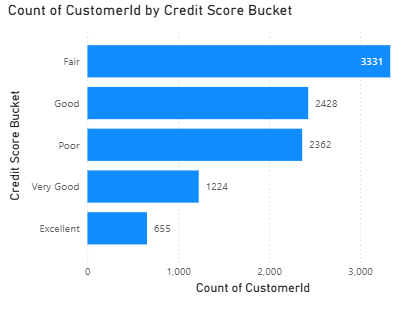 Count of CustomerId by Credit Score Bucket
Credit Score Bucket
Fair 3331
Good 2428
Poor 2362
Very Good 1224
Excellent 655
0 1,000 2,000 3,000
Count of CustomerId